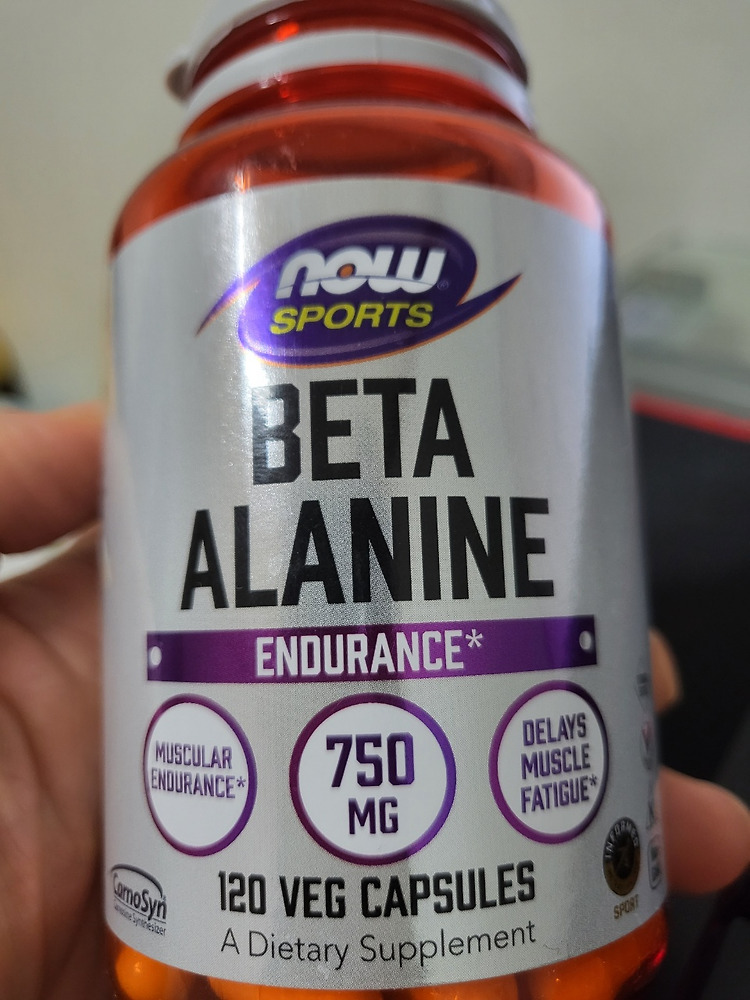 NOW
SPORTS
BETA
ALANINE
ENDURANCE*
MUSCULAR
ENDURANCE*
750
MG
DELAYS
MUSCLE
FATIGUE*
120 VEG CAPSULES
A Dietary Supplement
CarnoSyn
INFORMED
SPORT